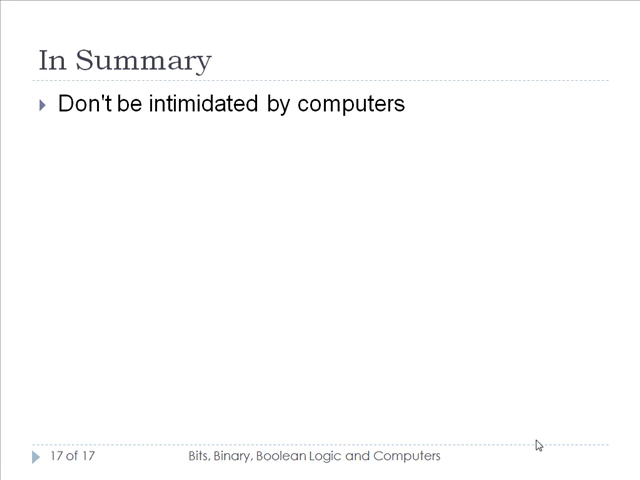 In Summary
Don't be intimidated by computers
17 of 17 Bits, Binary, Boolean Logic and Computers